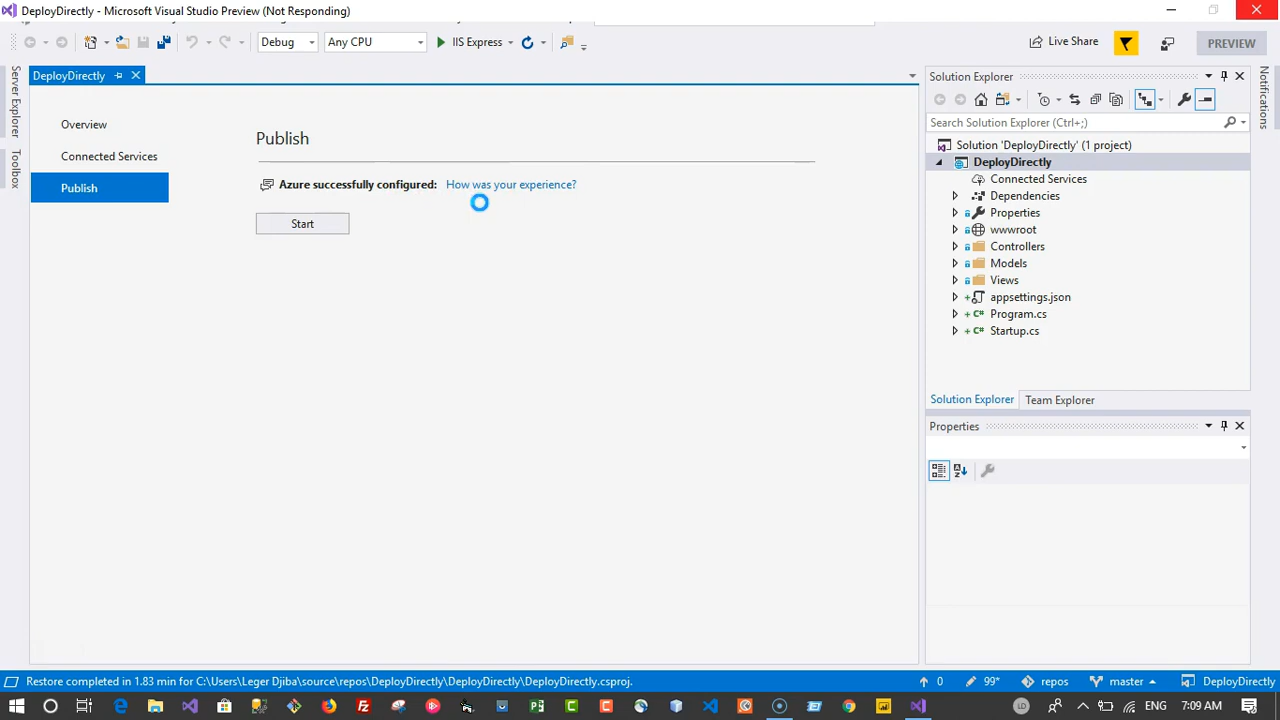 DeployDirectly - Microsoft Visual Studio Preview (Not Responding)
Debug
Any CPU
IIS Express
Live Share
PREVIEW
DeployDirectly
Server Explorer
Toolbox
Overview
Connected Services
Publish
Publish
Azure successfully configured: How was your experience?
Start
Solution Explorer
Search Solution Explorer (Ctrl+;)
Solution 'DeployDirectly' (1 project)
DeployDirectly
Connected Services
Dependencies
Properties
wwwroot
Controllers
Models
Views
appsettings.json
C# Program.cs
C# Startup.cs
Solution Explorer
Team Explorer
Properties
Notifications
Restore completed in 1.83 min for C:\Users\Leger Djiba\source\repos\DeployDirectly\DeployDirectly\DeployDirectly.csproj.
0
99*
repos
master
DeployDirectly
ENG
7:09 AM